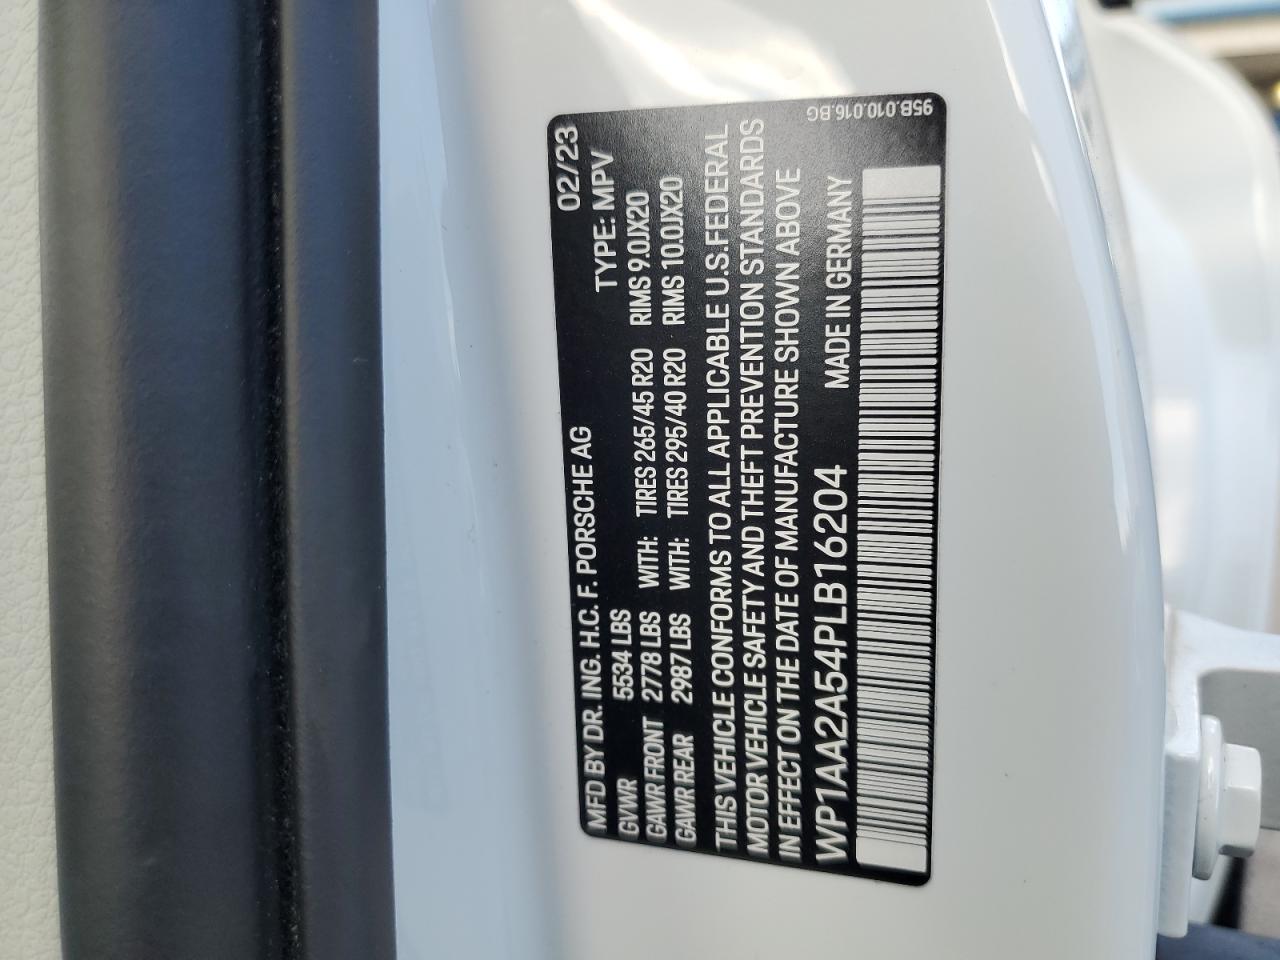 MFD BY DR. ING. H.C. F. PORSCHE AG 02/23
GVWR 5534 LBS TYPE: MPV
GAWR FRONT 2778 LBS WITH: TIRES 265/45 R20 RIMS 9.0JX20
GAWR REAR 2987 LBS WITH: TIRES 295/40 R20 RIMS 10.0JX20
THIS VEHICLE CONFORMS TO ALL APPLICABLE U.S.FEDERAL
MOTOR VEHICLE SAFETY AND THEFT PREVENTION STANDARDS
IN EFFECT ON THE DATE OF MANUFACTURE SHOWN ABOVE
WP1AA2A54PLB16204 MADE IN GERMANY
95B.010.016.BG